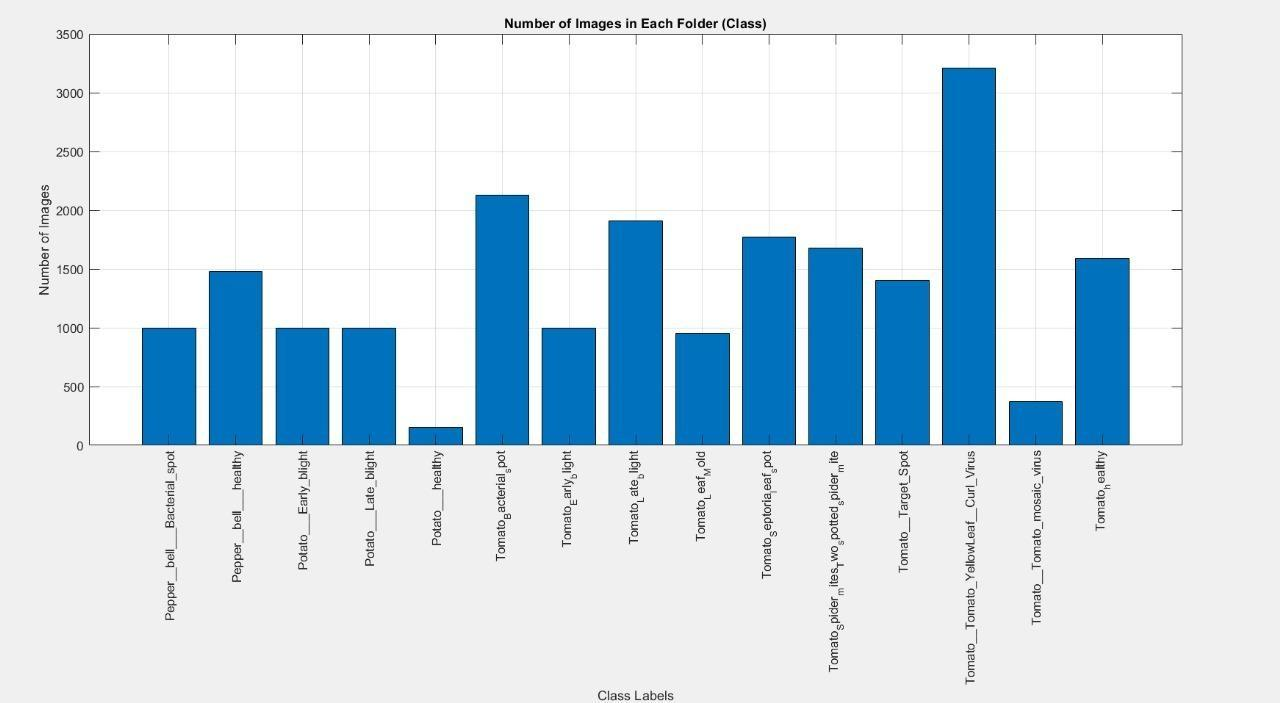 Number of Images in Each Folder (Class)
3500
3000
2500
2000
1500
1000
500
0
Number of Images
Pepper__bell___Bacterial_spot
Pepper__bell___healthy
Potato___Early_blight
Potato___Late_blight
Potato___healthy
Tomato_Bacterial_spot
Tomato_Early_blight
Tomato_Late_blight
Tomato_Leaf_Mold
Tomato_Septoria_leaf_spot
Tomato_Spider_mites_Two_spotted_spider_mite
Tomato__Target_Spot
Tomato__Tomato_YellowLeaf__Curl_Virus
Tomato__Tomato_mosaic_virus
Tomato_healthy
Class Labels